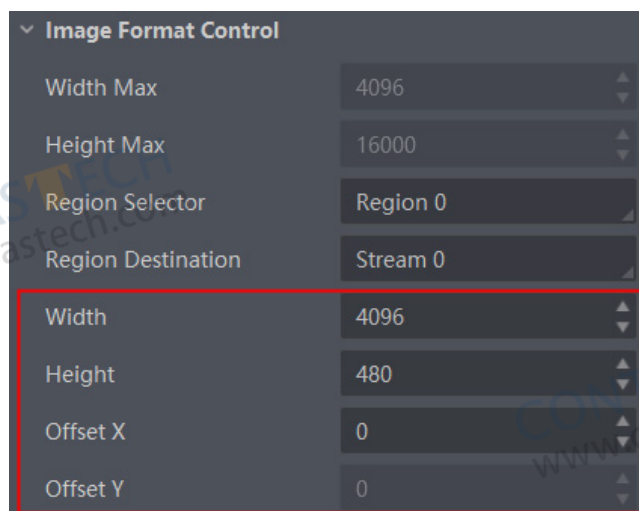 Image Format Control
Width Max 4096
Height Max 16000
Region Selector Region 0
Region Destination Stream 0
Width 4096
Height 480
Offset X 0
Offset Y 0